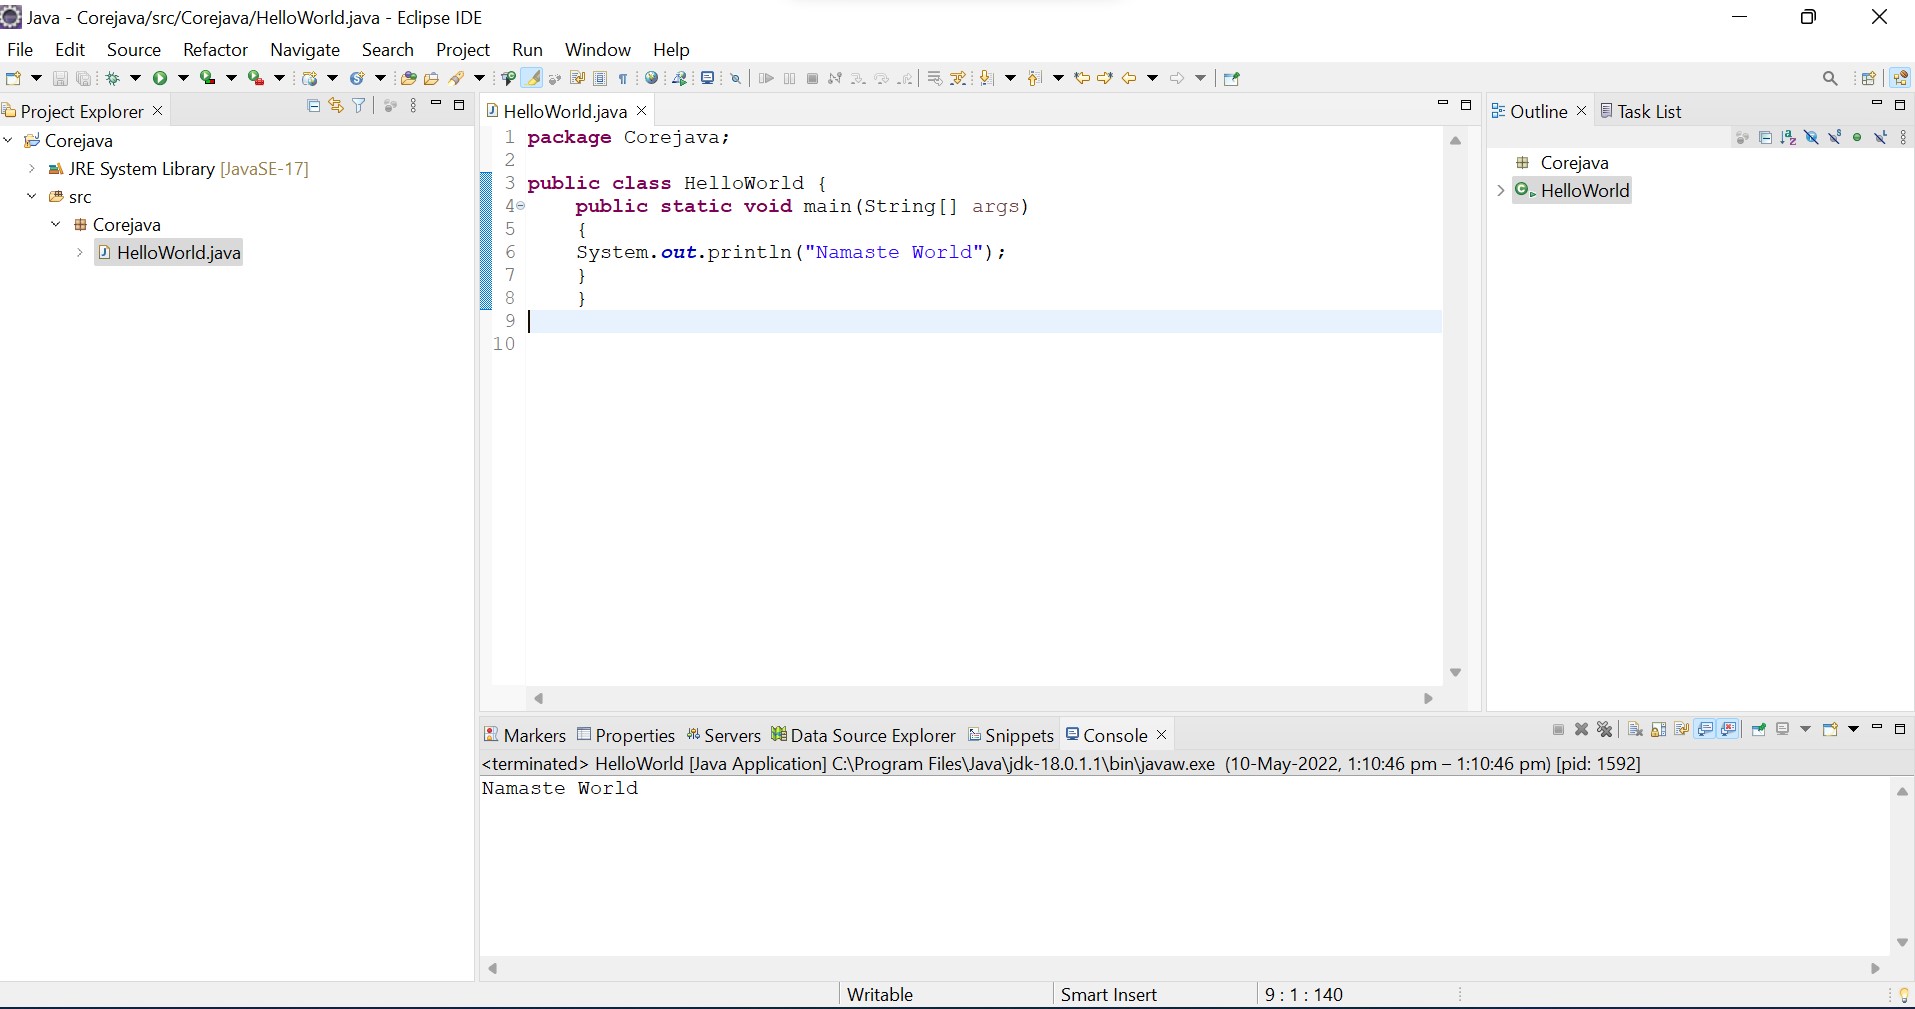 Java - Corejava/src/Corejava/HelloWorld.java - Eclipse IDE
File Edit Source Refactor Navigate Search Project Run Window Help
Project Explorer
Corejava
JRE System Library [JavaSE-17]
src
Corejava
HelloWorld.java
HelloWorld.java
1 package Corejava;
2
3 public class HelloWorld {
4 public static void main(String[] args)
5 {
6 System.out.println("Namaste World");
7 }
8 }
9
10
Outline Task List
Corejava
HelloWorld
Markers Properties Servers Data Source Explorer Snippets Console
<terminated> HelloWorld [Java Application] C:\Program Files\Java\jdk-18.0.1.1\bin\javaw.exe (10-May-2022, 1:10:46 pm – 1:10:46 pm) [pid: 1592]
Namaste World
Writable Smart Insert 9 : 1 : 140